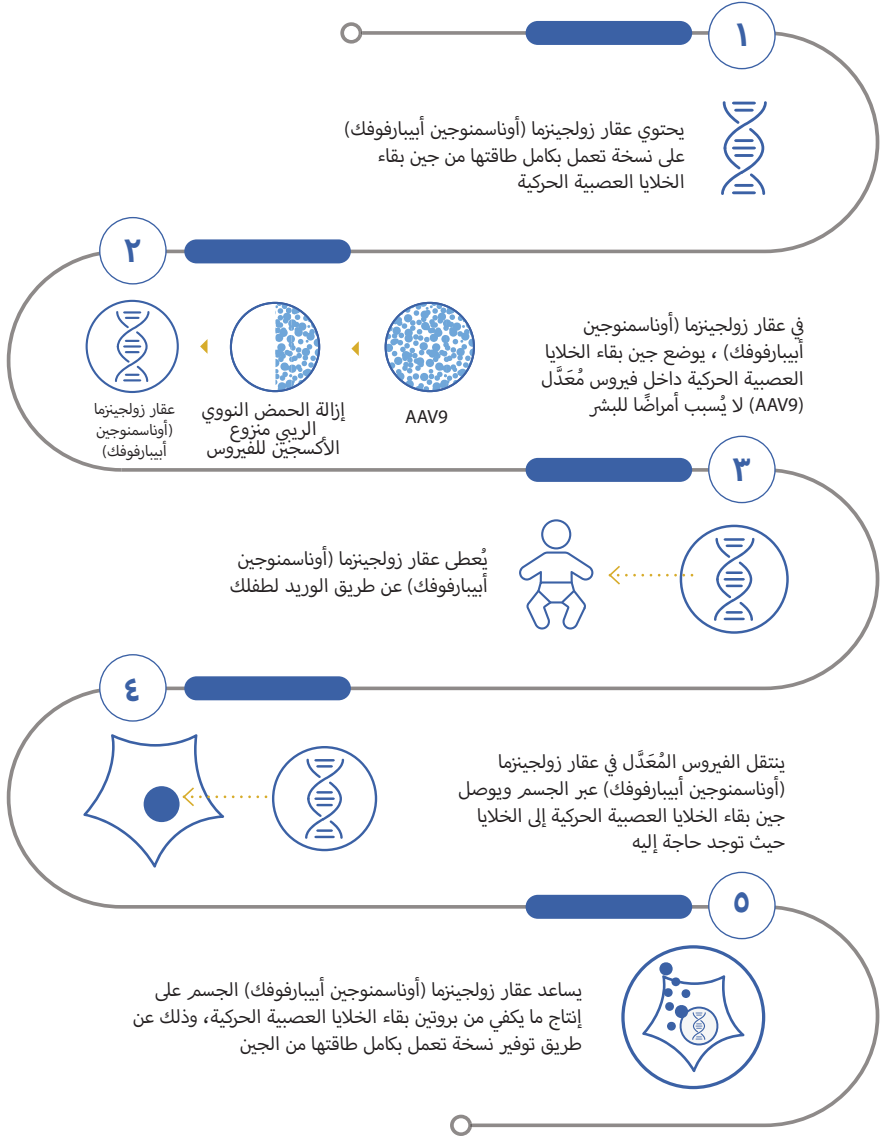 ١
يحتوي عقار زولجينزما (أوناسمنوجين أبيبارفوفك)
على نسخة تعمل بكامل طاقتها من جين بقاء
الخلايا العصبية الحركية
٢
في عقار زولجينزما (أوناسمنوجين
أبيبارفوفك) ، يوضع جين بقاء الخلايا
العصبية الحركية داخل فيروس مُعَدَّل
(AAV9) لا يُسبب أمراضًا للبشر
AAV9
إزالة الحمض النووي
الريبي منزوع
الأكسجين للفيروس
عقار زولجينزما
(أوناسمنوجين
أبيبارفوفك)
٣
يُعطى عقار زولجينزما (أوناسمنوجين
أبيبارفوفك) عن طريق الوريد لطفلك
٤
ينتقل الفيروس المُعَدَّل في عقار زولجينزما
(أوناسمنوجين أبيبارفوفك) عبر الجسم ويوصل
جين بقاء الخلايا العصبية الحركية إلى الخلايا
حيث توجد حاجة إليه
٥
يساعد عقار زولجينزما (أوناسمنوجين أبيبارفوفك) الجسم على
إنتاج ما يكفي من بروتين بقاء الخلايا العصبية الحركية، وذلك عن
طريق توفير نسخة تعمل بكامل طاقتها من الجين